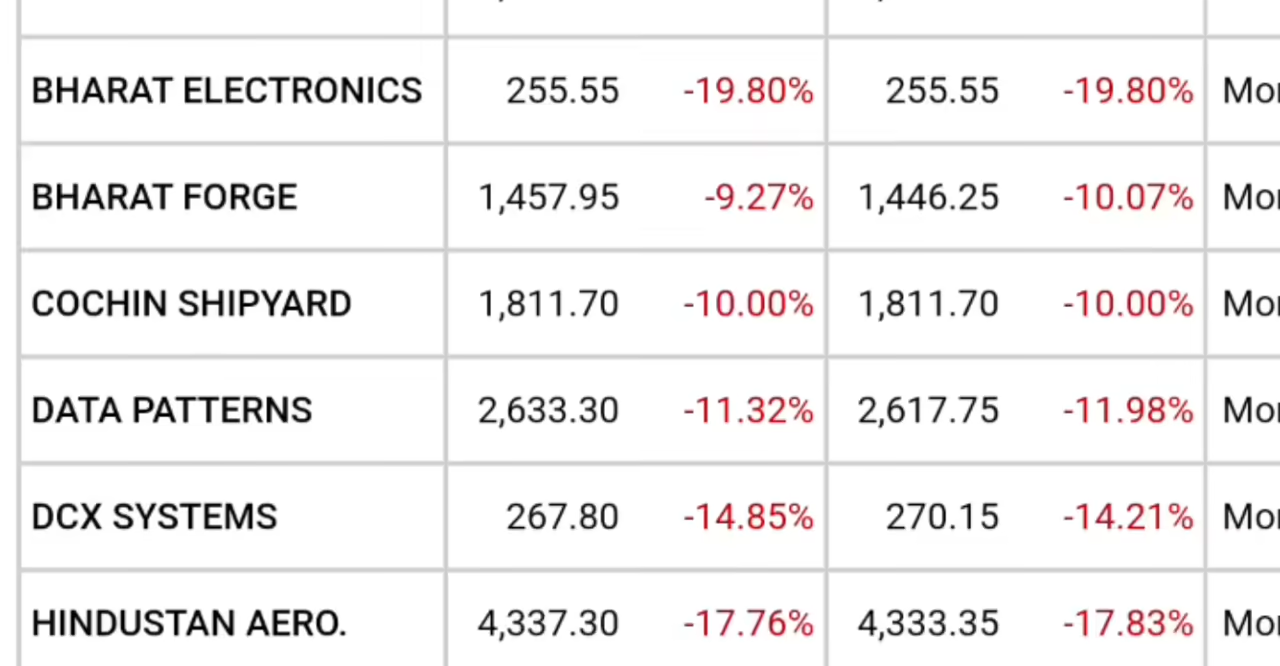 BHARAT ELECTRONICS 255.55 -19.80% 255.55 -19.80%
BHARAT FORGE 1,457.95 -9.27% 1,446.25 -10.07%
COCHIN SHIPYARD 1,811.70 -10.00% 1,811.70 -10.00%
DATA PATTERNS 2,633.30 -11.32% 2,617.75 -11.98%
DCX SYSTEMS 267.80 -14.85% 270.15 -14.21%
HINDUSTAN AERO. 4,337.30 -17.76% 4,333.35 -17.83%